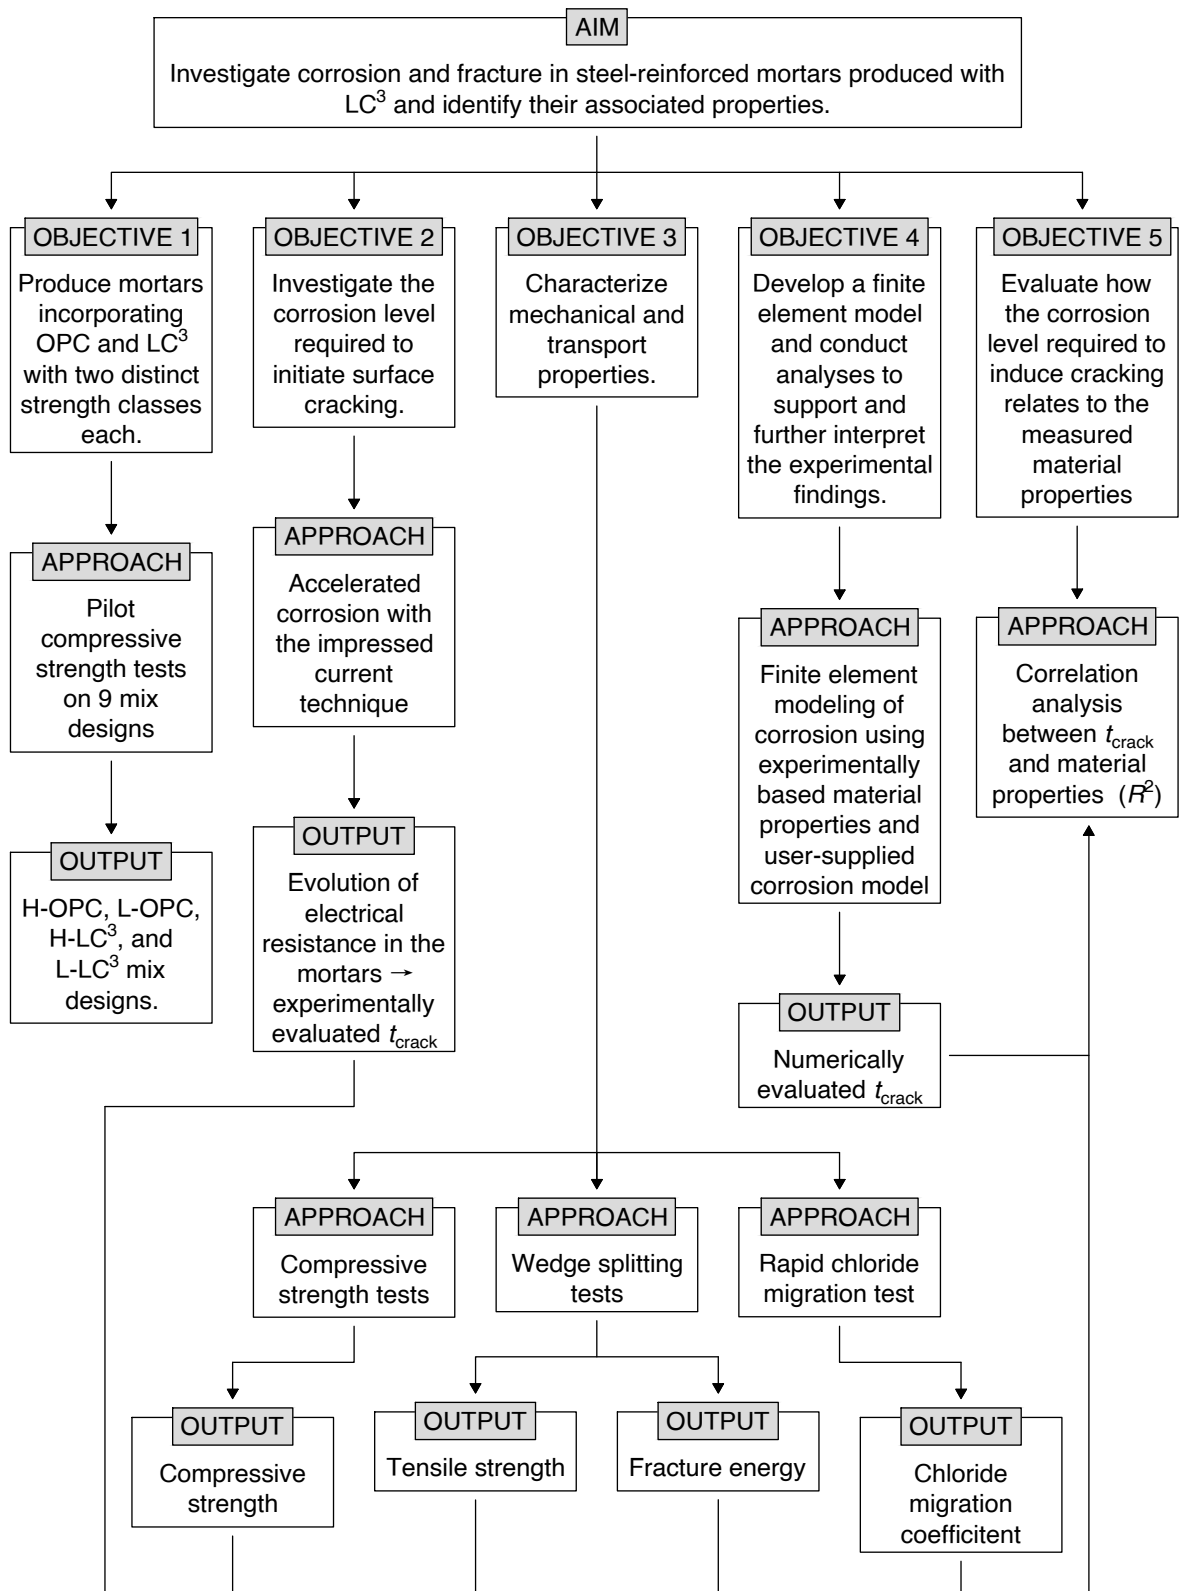 AIM
Investigate corrosion and fracture in steel-reinforced mortars produced with
LC³ and identify their associated properties.
OBJECTIVE 1
Produce mortars
incorporating
OPC and LC³
with two distinct
strength classes
each.
APPROACH
Pilot
compressive
strength tests
on 9 mix
designs
OUTPUT
H-OPC, L-OPC,
H-LC³, and
L-LC³ mix
designs.
OBJECTIVE 2
Investigate the
corrosion level
required to
initiate surface
cracking.
APPROACH
Accelerated
corrosion with
the impressed
current
technique
OUTPUT
Evolution of
electrical
resistance in the
mortars →
experimentally
evaluated t_crack
OBJECTIVE 3
Characterize
mechanical and
transport
properties.
APPROACH
Compressive
strength tests
OUTPUT
Compressive
strength
APPROACH
Wedge splitting
tests
OUTPUT
Tensile strength
OUTPUT
Fracture energy
APPROACH
Rapid chloride
migration test
OUTPUT
Chloride
migration
coefficitent
OBJECTIVE 4
Develop a finite
element model
and conduct
analyses to
support and
further interpret
the experimental
findings.
APPROACH
Finite element
modeling of
corrosion using
experimentally
based material
properties and
user-supplied
corrosion model
OUTPUT
Numerically
evaluated t_crack
OBJECTIVE 5
Evaluate how
the corrosion
level required to
induce cracking
relates to the
measured
material
properties
APPROACH
Correlation
analysis
between t_crack
and material
properties (R²)